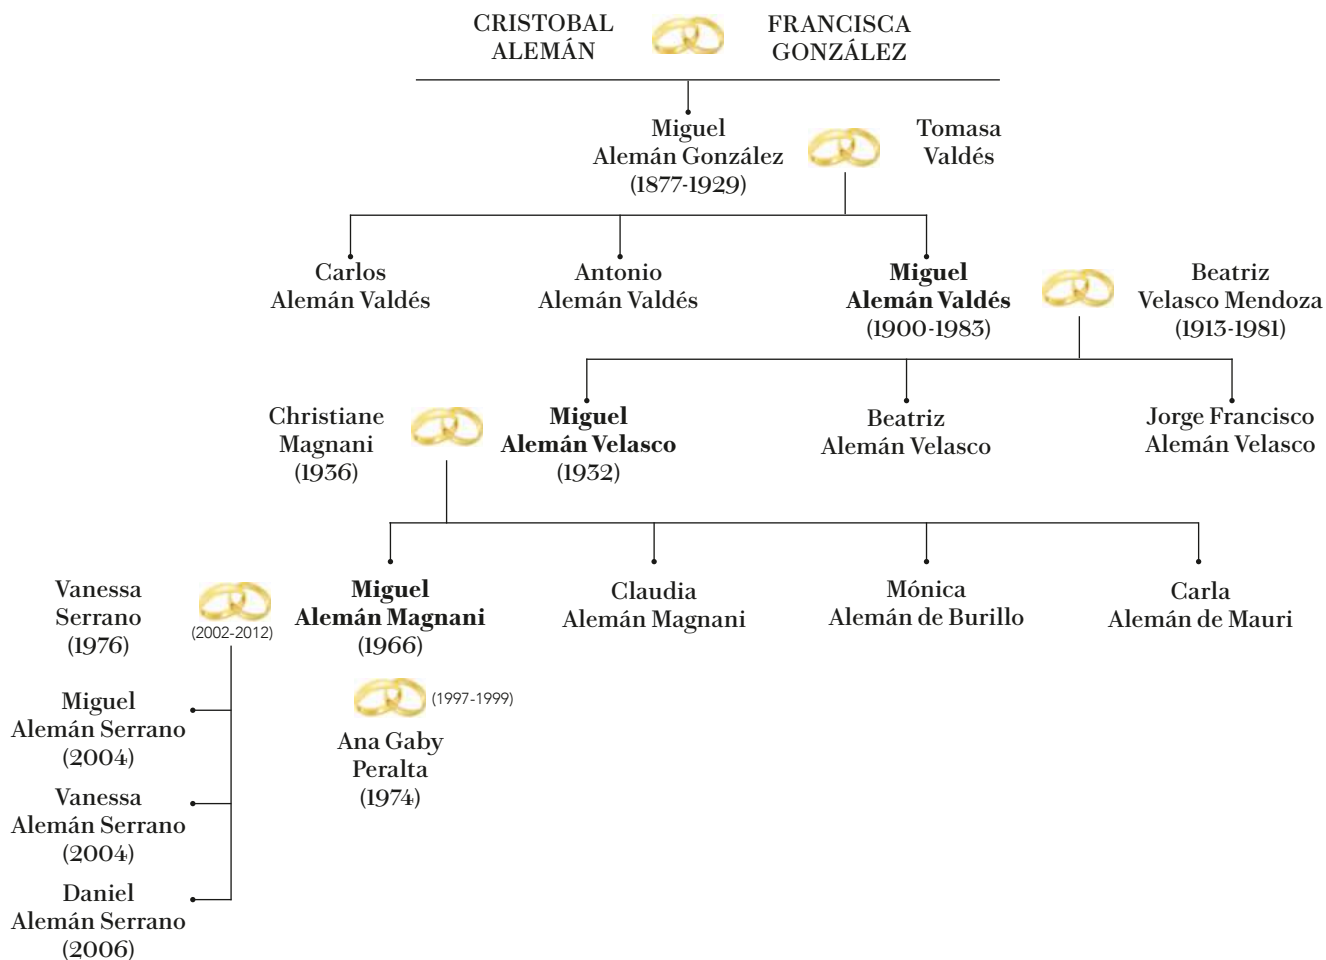 CRISTOBAL
ALEMÁN
FRANCISCA
GONZÁLEZ
Miguel
Alemán González
(1877-1929)
Tomasa
Valdés
Carlos
Alemán Valdés
Antonio
Alemán Valdés
Miguel
Alemán Valdés
(1900-1983)
Beatriz
Velasco Mendoza
(1913-1981)
Christiane
Magnani
(1936)
Miguel
Alemán Velasco
(1932)
Beatriz
Alemán Velasco
Jorge Francisco
Alemán Velasco
Vanessa
Serrano
(1976)
(2002-2012)
Miguel
Alemán Magnani
(1966)
Claudia
Alemán Magnani
Mónica
Alemán de Burillo
Carla
Alemán de Mauri
(1997-1999)
Ana Gaby
Peralta
(1974)
Miguel
Alemán Serrano
(2004)
Vanessa
Alemán Serrano
(2004)
Daniel
Alemán Serrano
(2006)